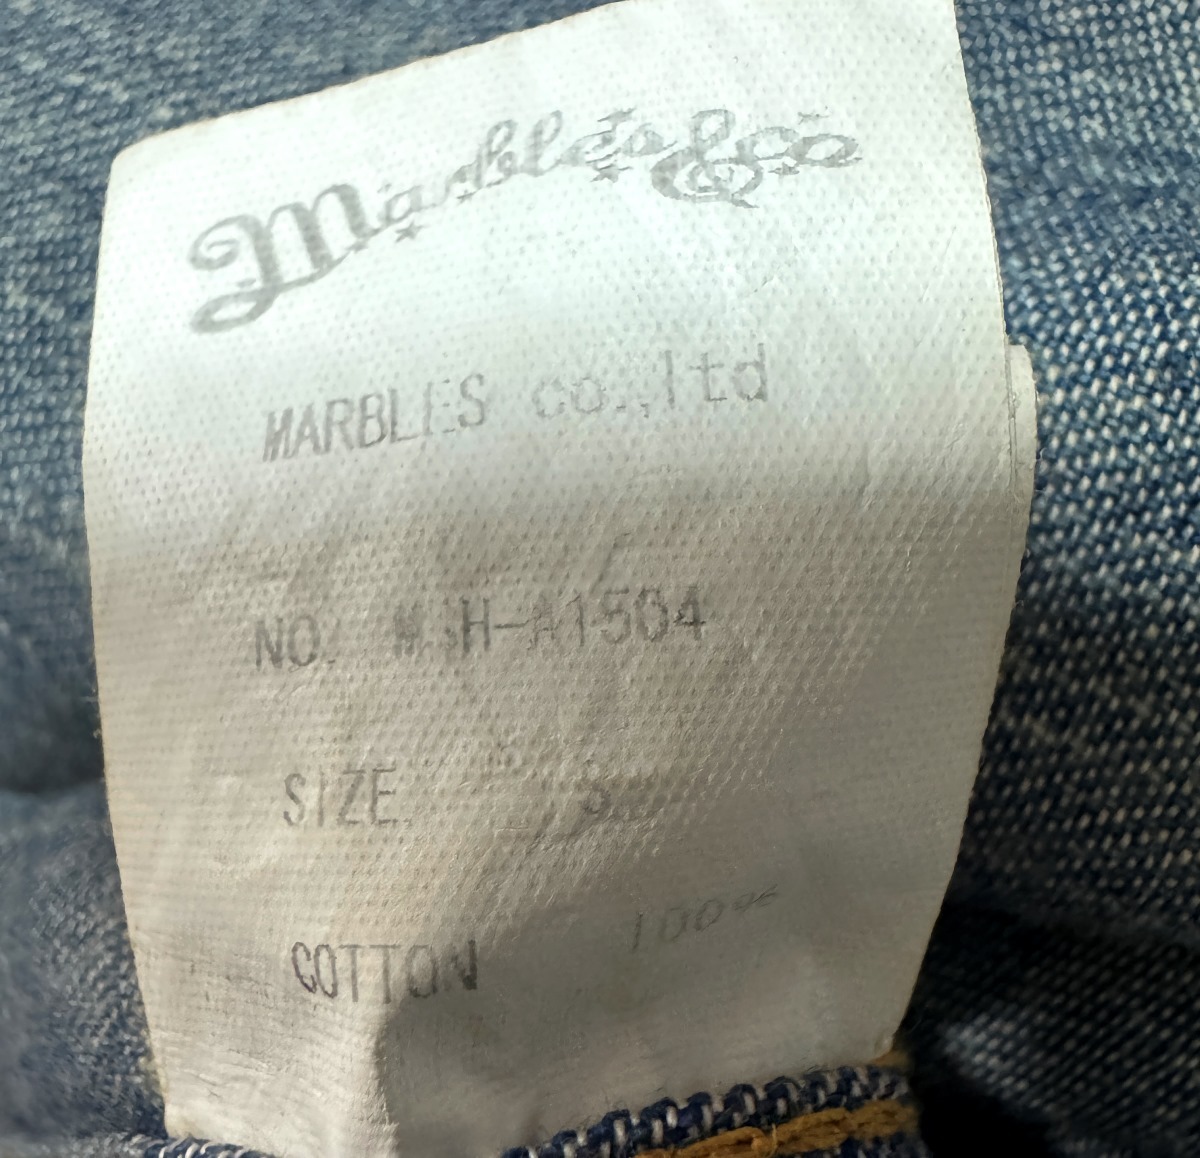 Marbles & Co
MARBLES co.,ltd
NO.
SIZE. S
COTTON 100%